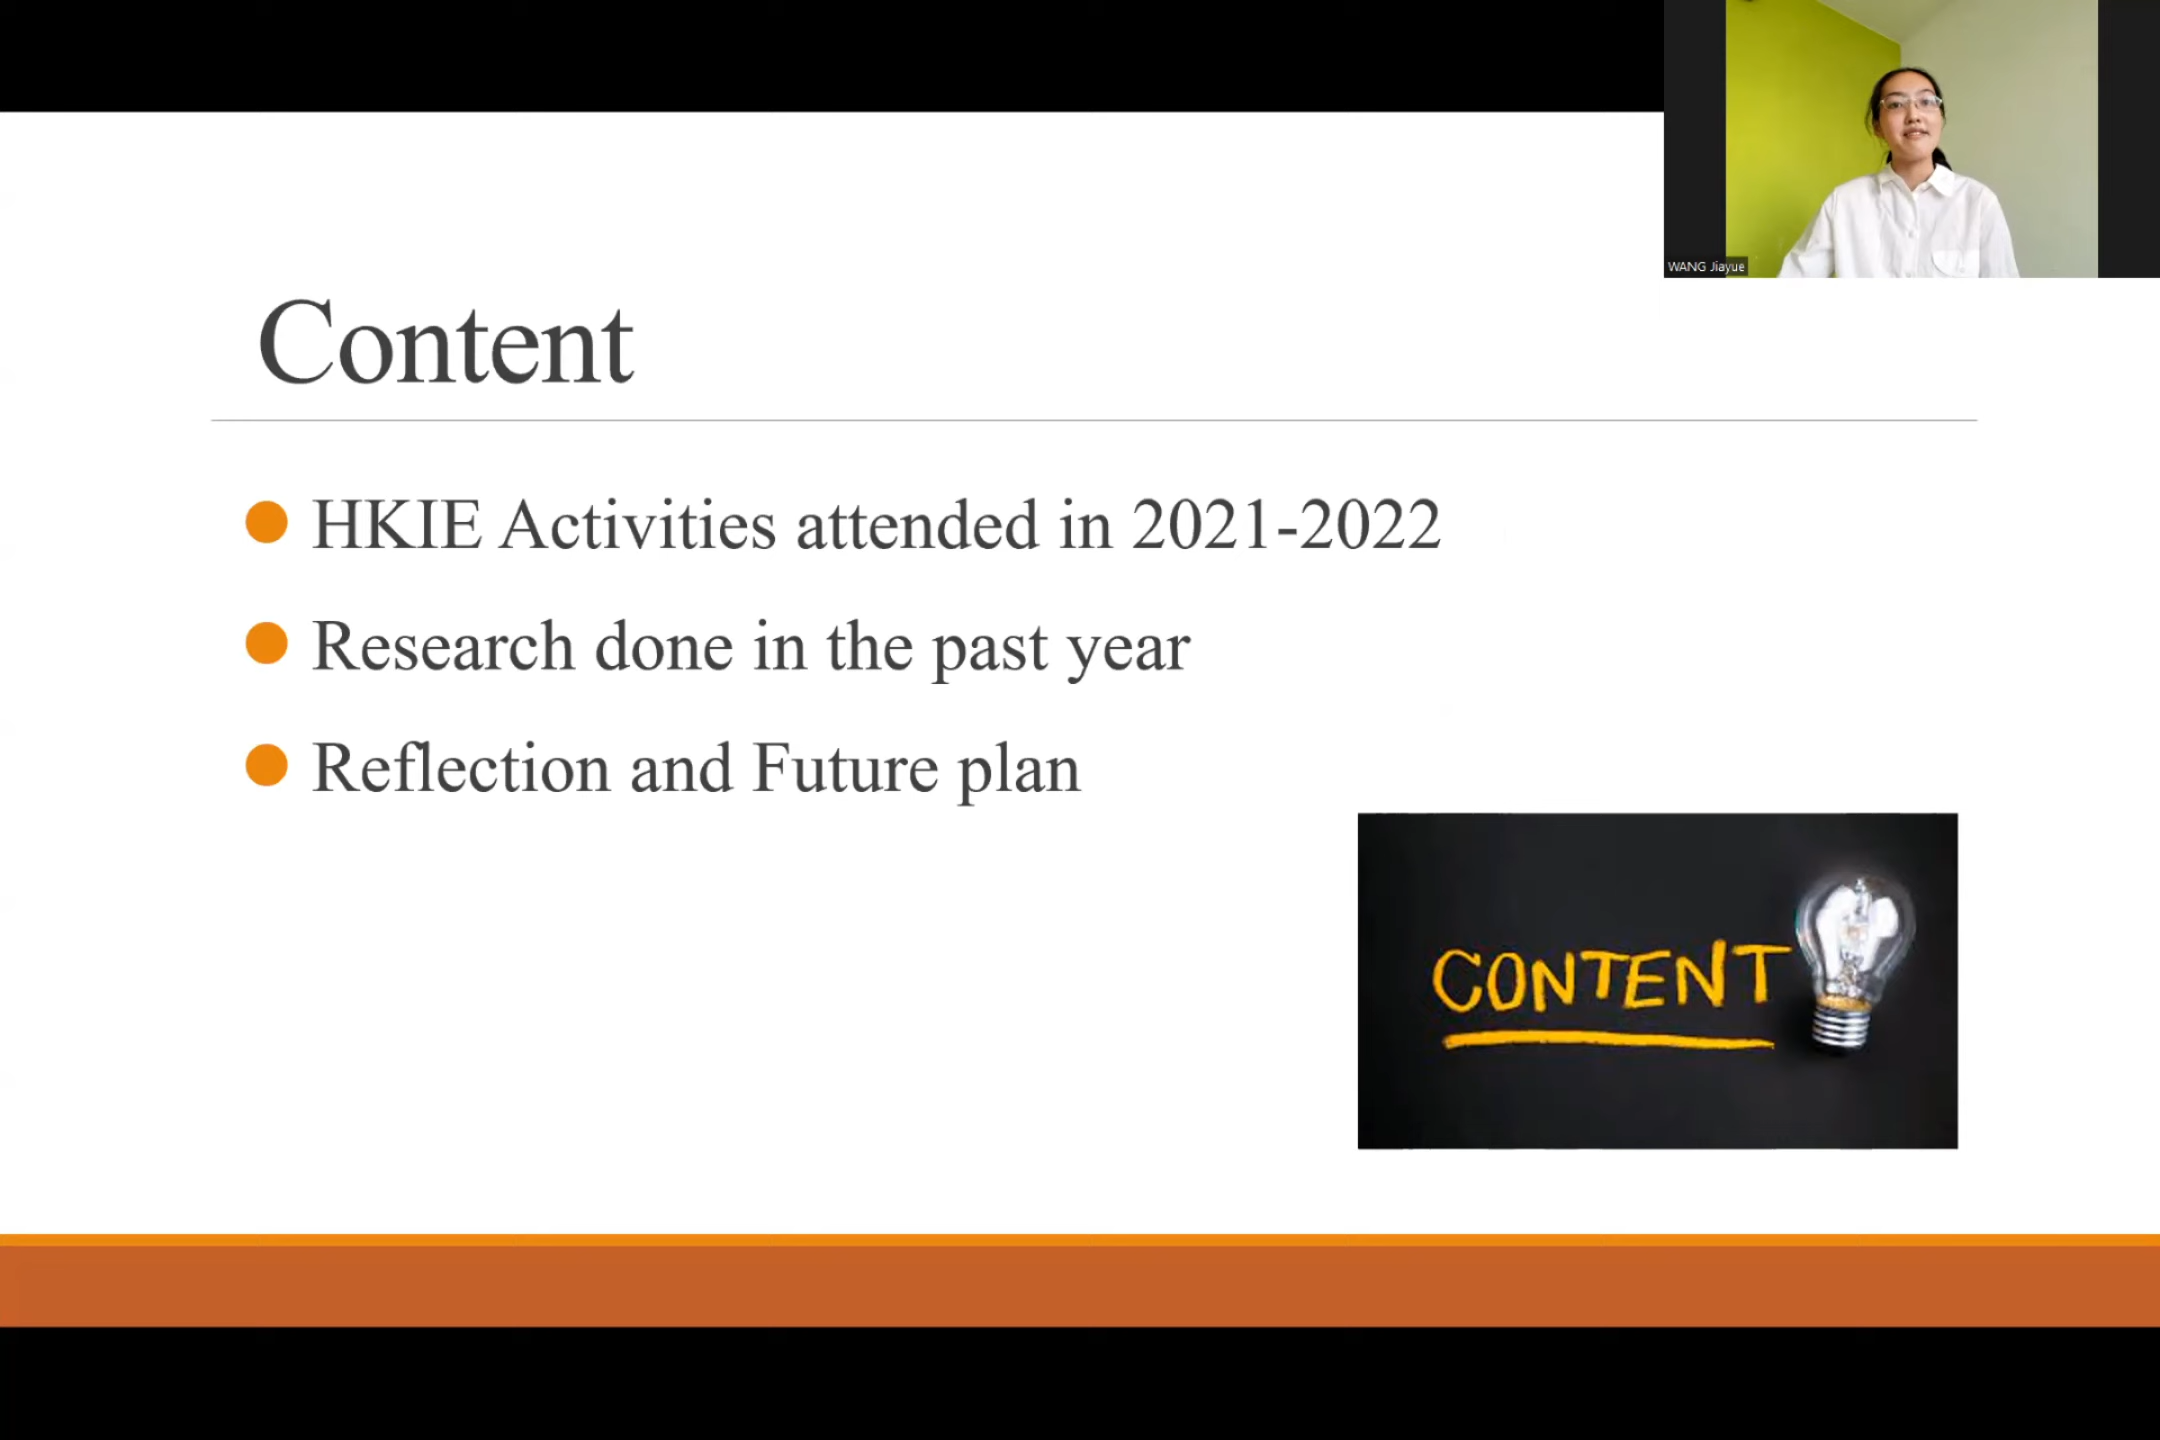 WANG Jiayue
Content
HKIE Activities attended in 2021-2022
Research done in the past year
Reflection and Future plan
CONTENT